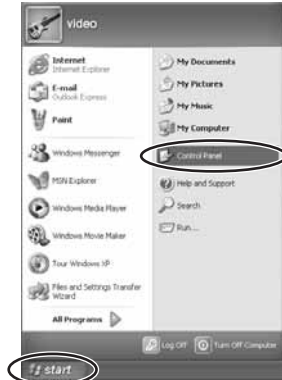 video
Internet
Internet Explorer
E-mail
Outlook Express
Paint
Windows Messenger
MSN Explorer
Windows Media Player
Windows Movie Maker
Tour Windows XP
Files and Settings Transfer
Wizard
All Programs
My Documents
My Pictures
My Music
My Computer
Control Panel
Help and Support
Search
Run...
Log Off
Turn Off Computer
start